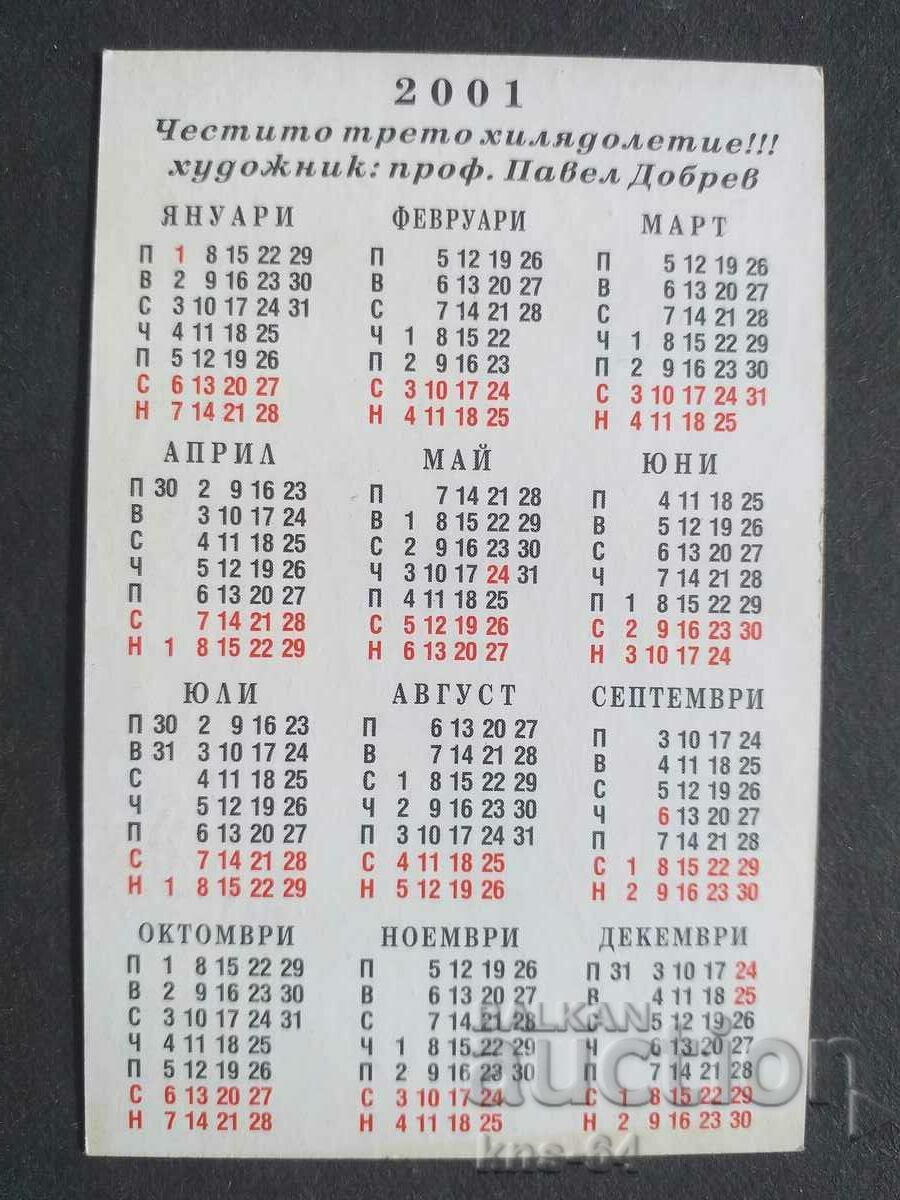 2001
Честито трето хилядолетие!!!
художник: проф. Павел Добрев
ЯНУАРИ
П 1 8 15 22 29
В 2 9 16 23 30
С 3 10 17 24 31
Ч 4 11 18 25
П 5 12 19 26
С 6 13 20 27
Н 7 14 21 28
ФЕВРУАРИ
П 5 12 19 26
В 6 13 20 27
С 7 14 21 28
Ч 1 8 15 22
П 2 9 16 23
С 3 10 17 24
Н 4 11 18 25
МАРТ
П 5 12 19 26
В 6 13 20 27
С 7 14 21 28
Ч 1 8 15 22 29
П 2 9 16 23 30
С 3 10 17 24 31
Н 4 11 18 25
АПРИЛ
П 30 2 9 16 23
В 3 10 17 24
С 4 11 18 25
Ч 5 12 19 26
П 6 13 20 27
С 7 14 21 28
Н 1 8 15 22 29
МАЙ
П 7 14 21 28
В 1 8 15 22 29
С 2 9 16 23 30
Ч 3 10 17 24 31
П 4 11 18 25
С 5 12 19 26
Н 6 13 20 27
ЮНИ
П 4 11 18 25
В 5 12 19 26
С 6 13 20 27
Ч 7 14 21 28
П 1 8 15 22 29
С 2 9 16 23 30
Н 3 10 17 24
ЮЛИ
П 30 2 9 16 23
В 31 3 10 17 24
С 4 11 18 25
Ч 5 12 19 26
П 6 13 20 27
С 7 14 21 28
Н 1 8 15 22 29
АВГУСТ
П 6 13 20 27
В 7 14 21 28
С 1 8 15 22 29
Ч 2 9 16 23 30
П 3 10 17 24 31
С 4 11 18 25
Н 5 12 19 26
СЕПТЕМВРИ
П 3 10 17 24
В 4 11 18 25
С 5 12 19 26
Ч 6 13 20 27
П 7 14 21 28
С 1 8 15 22 29
Н 2 9 16 23 30
ОКТОМВРИ
П 1 8 15 22 29
В 2 9 16 23 30
С 3 10 17 24 31
Ч 4 11 18 25
П 5 12 19 26
С 6 13 20 27
Н 7 14 21 28
НОЕМВРИ
П 5 12 19 26
В 6 13 20 27
С 7 14 21 28
Ч 1 8 15 22 29
П 2 9 16 23 30
С 3 10 17 24
Н 4 11 18 25
ДЕКЕМВРИ
П 31 3 10 17 24
В 4 11 18 25
С 5 12 19 26
Ч 6 13 20 27
П 7 14 21 28
С 1 8 15 22 29
Н 2 9 16 23 30
BALKAN
auction
kns-64